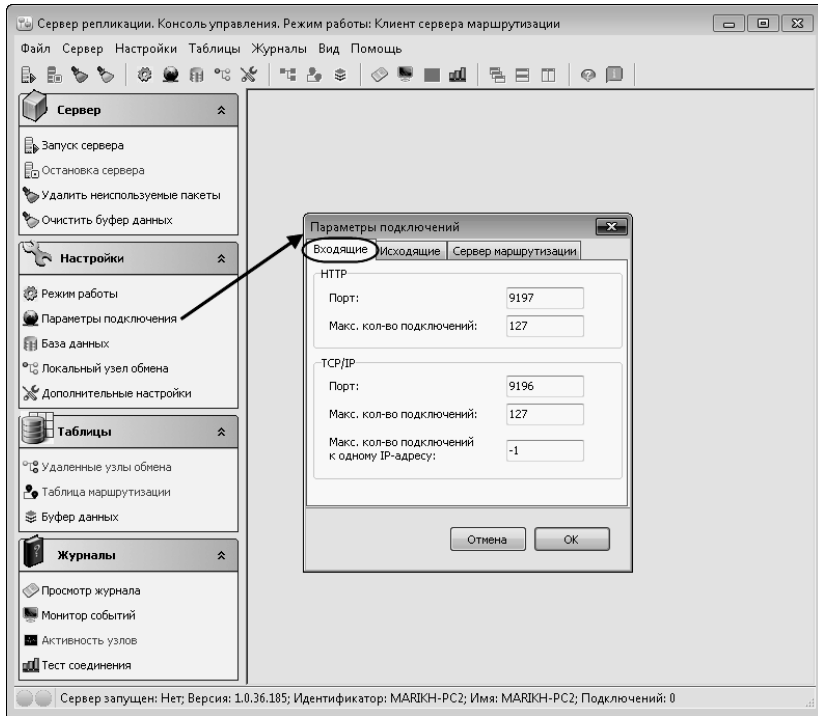 Сервер репликации. Консоль управления. Режим работы: Клиент сервера маршрутизации
Файл Сервер Настройки Таблицы Журналы Вид Помощь
Сервер
Запуск сервера
Остановка сервера
Удалить неиспользуемые пакеты
Очистить буфер данных
Настройки
Режим работы
Параметры подключения
База данных
Локальный узел обмена
Дополнительные настройки
Таблицы
Удаленные узлы обмена
Таблица маршрутизации
Буфер данных
Журналы
Просмотр журнала
Монитор событий
Активность узлов
Тест соединения
Параметры подключений
Входящие Исходящие Сервер маршрутизации
HTTP
Порт: 9197
Макс. кол-во подключений: 127
TCP/IP
Порт: 9196
Макс. кол-во подключений: 127
Макс. кол-во подключений
к одному IP-адресу: -1
Отмена OK
Сервер запущен: Нет; Версия: 1.0.36.185; Идентификатор: MARIKH-PC2; Имя: MARIKH-PC2; Подключений: 0